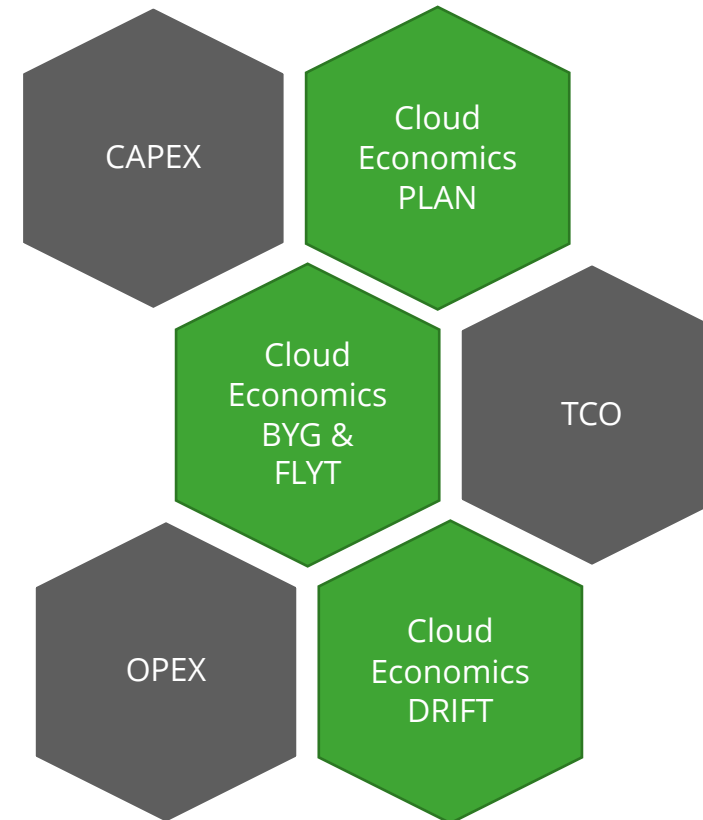 CAPEX
Cloud
Economics
PLAN
Cloud
Economics
BYG &
FLYT
TCO
OPEX
Cloud
Economics
DRIFT